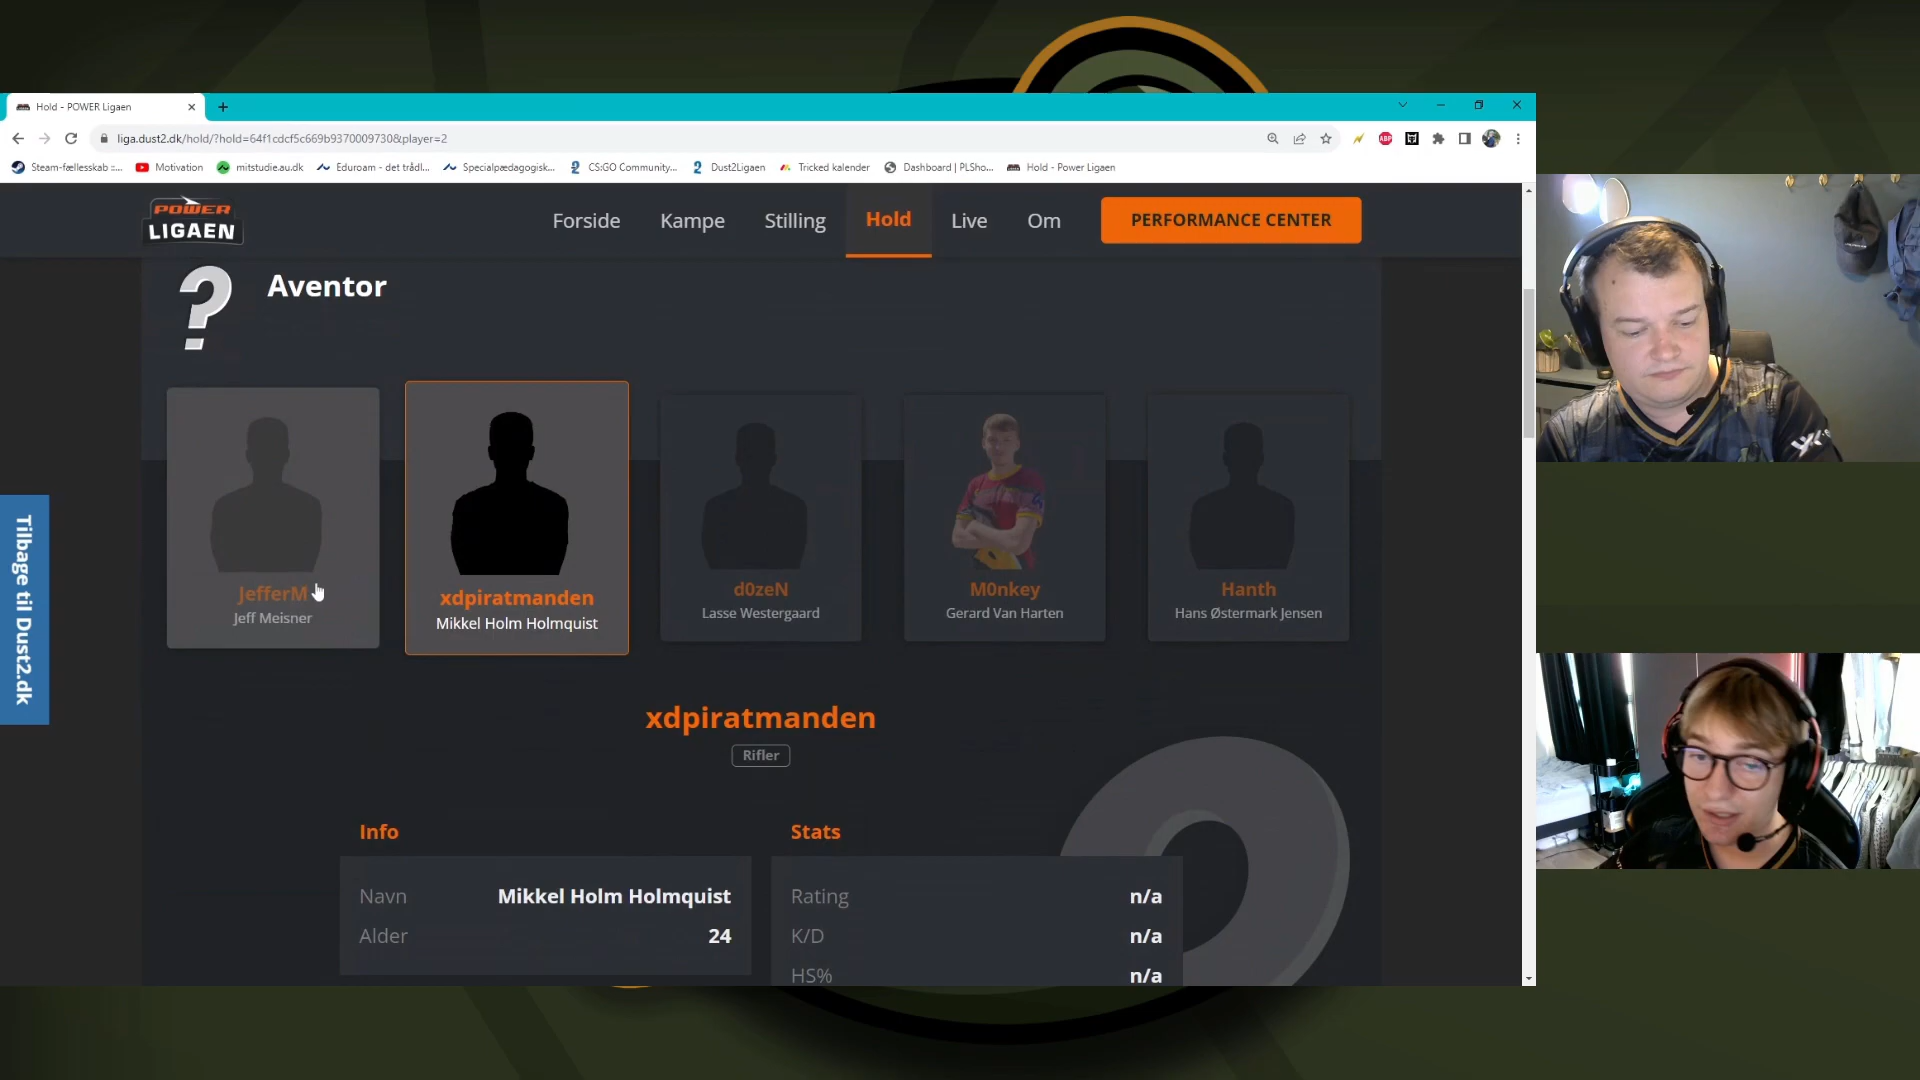 Hold - POWER Ligaen
liga.dust2.dk/hold/?hold=64f1cdcf5c669b9370009730&player=2
Steam-fællesskab ::...
Motivation
mitstudie.au.dk
Eduroam - det trådl...
Specialpædagogisk...
CS:GO Community...
Dust2Ligaen
Tricked kalender
Dashboard | PLSho...
Hold - Power Ligaen
POWER
LIGAEN
Forside
Kampe
Stilling
Hold
Live
Om
PERFORMANCE CENTER
Aventor
JefferM
Jeff Meisner
xdpiratmanden
Mikkel Holm Holmquist
d0zeN
Lasse Westergaard
M0nkey
Gerard Van Harten
Hanth
Hans Østermark Jensen
Tilbage til Dust2.dk
xdpiratmanden
Rifler
Info
Navn Mikkel Holm Holmquist
Alder 24
Stats
Rating n/a
K/D n/a
HS% n/a